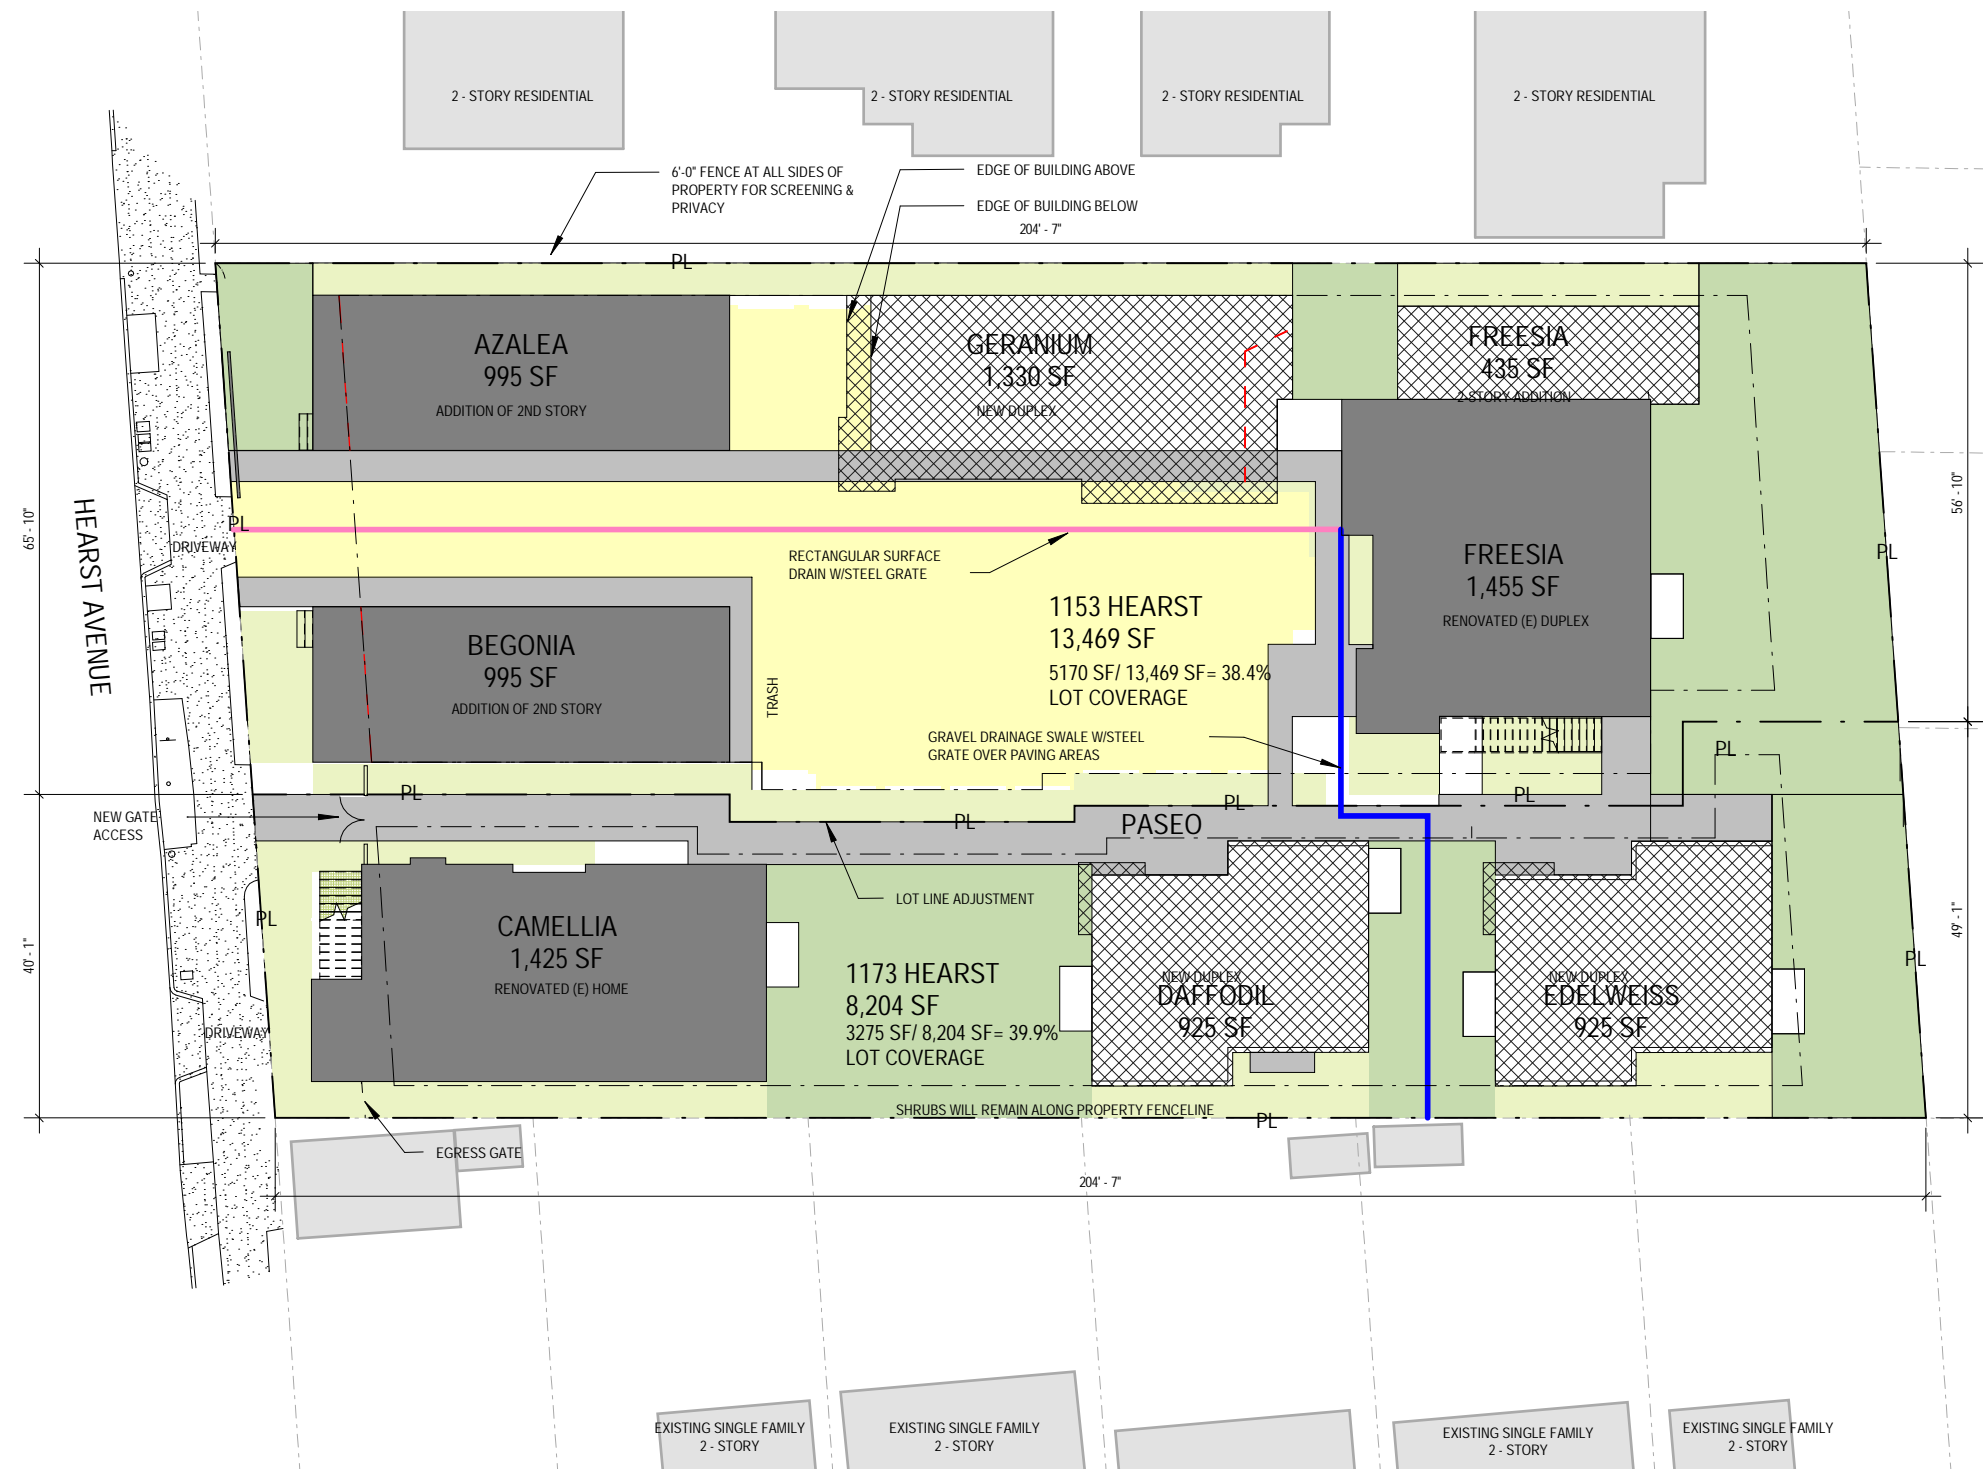 2 - STORY RESIDENTIAL
2 - STORY RESIDENTIAL
2 - STORY RESIDENTIAL
2 - STORY RESIDENTIAL
6'-0" FENCE AT ALL SIDES OF
PROPERTY FOR SCREENING &
PRIVACY
EDGE OF BUILDING ABOVE
EDGE OF BUILDING BELOW
204' - 7"
PL
AZALEA
995 SF
ADDITION OF 2ND STORY
GERANIUM
1,330 SF
NEW DUPLEX
FREESIA
435 SF
2-STORY ADDITION
65' - 10"
56' - 10"
HEARST AVENUE
PL
DRIVEWAY
RECTANGULAR SURFACE
DRAIN W/STEEL GRATE
FREESIA
1,455 SF
RENOVATED (E) DUPLEX
PL
1153 HEARST
13,469 SF
5170 SF/ 13,469 SF= 38.4%
LOT COVERAGE
BEGONIA
995 SF
ADDITION OF 2ND STORY
TRASH
GRAVEL DRAINAGE SWALE W/STEEL
GRATE OVER PAVING AREAS
PL
PL
PL
PL
PL
NEW GATE
ACCESS
PASEO
LOT LINE ADJUSTMENT
40' - 1"
49' - 1"
PL
PL
CAMELLIA
1,425 SF
RENOVATED (E) HOME
1173 HEARST
8,204 SF
3275 SF/ 8,204 SF= 39.9%
LOT COVERAGE
NEW DUPLEX
DAFFODIL
925 SF
NEW DUPLEX
EDELWEISS
925 SF
DRIVEWAY
SHRUBS WILL REMAIN ALONG PROPERTY FENCELINE
PL
EGRESS GATE
204' - 7"
EXISTING SINGLE FAMILY
2 - STORY
EXISTING SINGLE FAMILY
2 - STORY
EXISTING SINGLE FAMILY
2 - STORY
EXISTING SINGLE FAMILY
2 - STORY